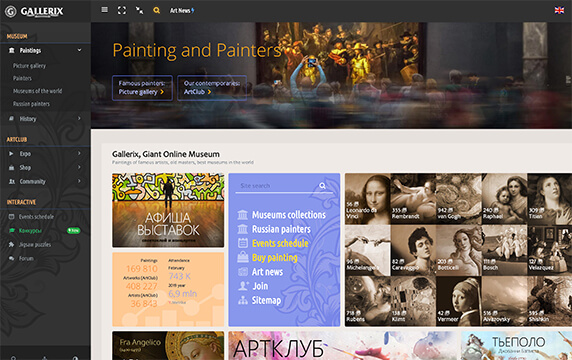 GALLERIX
Art News
MUSEUM
Paintings
Picture gallery
Painters
Museums of the world
Russian painters
History
ARTCLUB
Expo
Shop
Community
INTERACTIVE
Events schedule
Конкурсы
Jigsaw puzzles
Forum
Painting and Painters
Famous painters:
Picture gallery
Our contemporaries:
ArtClub
Gallerix, Giant Online Museum
Paintings of famous artists, old masters, best museums in the world
АФИША
ВЫСТАВОК
Paintings
169 810
Artworks (ArtClub)
408 227
Artists (ArtClub)
36 843
Attendance
February
743 K
2019 year
6,9 mln
Site search
Museums collections
Russian painters
Events schedule
Buy painting
Art news
Join
Sitemap
56
Leonardo da
Vinci
355
Rembrandt
942
van Gogh
240
Raphael
309
Titien
96
Michelangelo
82
Caravaggio
203
Botticelli
111
Bosch
127
Velazquez
718
Rubens
138
Klimt
42
Vermeer
516
Aivazovsky
595
Shishkin
Fra Angelico
АРТКЛУБ
ТЬЕПОЛО